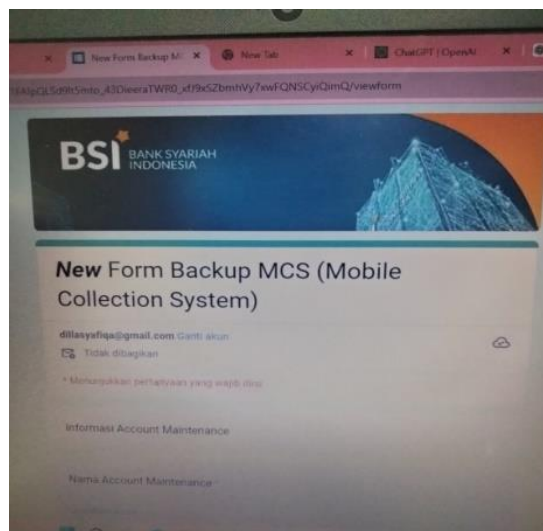 New Form Backup M
New Tab
ChatGPT | OpenAI
BSI BANK SYARIAH
INDONESIA
New Form Backup MCS (Mobile
Collection System)
dillasyafiqa@gmail.com Ganti akun
Tidak dibagikan
* Menunjukkan pertanyaan yang wajib diisi
Informasi Account Maintenance
Nama Account Maintenance